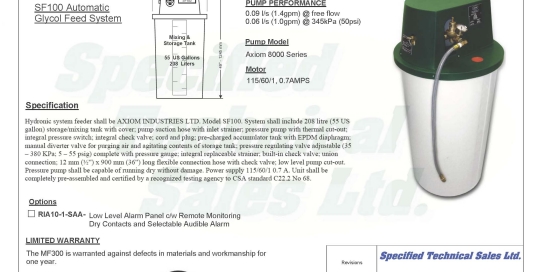 SF100 Automatic
Glycol Feed System
Mixing &
Storage Tank
55 US Gallons
208 Liters
PUMP PERFORMANCE
0.09 l/s (1.4gpm) @ free flow
0.06 l/s (1.0gpm) @ 345kPa (50psi)
Pump Model
Axiom 8000 Series
Motor
115/60/1, 0.7AMPS
Specification
Hydronic system feeder shall be AXIOM INDUSTRIES LTD. Model SF100. System shall include 208 litre (55 US
gallon) storage/mixing tank with cover; pump suction hose with inlet strainer; pressure pump with thermal cut-out;
integral pressure switch; integral check valve; cord and plug; pre-charged accumulator tank with EPDM diaphragm;
manual diverter valve for purging air and agitating contents of storage tank; pressure regulating valve adjustable (35
– 380 KPa; 5 – 55 psig) complete with pressure gauge; integral replaceable strainer; built-in check valve; union
connection; 12 mm (½") x 900 mm (36") long flexible connection hose with check valve; low level pump cut-out.
Pressure pump shall be capable of running dry without damage. Power supply 115/60/1 0.7 A. Unit shall be
completely pre-assembled and certified by a recognized testing agency to CSA standard C22.2 No 68.
Options
RIA10-1-SAA- Low Level Alarm Panel c/w Remote Monitoring
Dry Contacts and Selectable Audible Alarm
LIMITED WARRANTY
The MF300 is warranted against defects in materials and workmanship for
one year.
Revisions
Specified Technical Sales Ltd.
Specified
Technical
Sales Ltd.